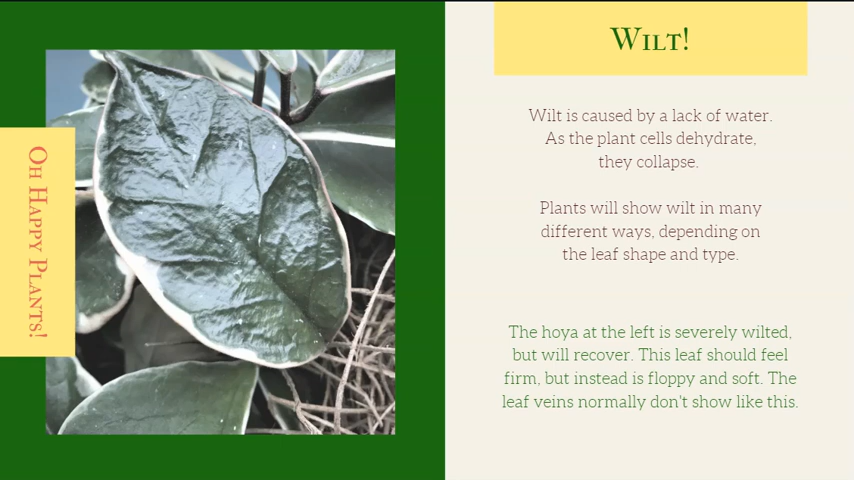 Oh Happy Plants!
Wilt!
Wilt is caused by a lack of water.
As the plant cells dehydrate,
they collapse.
Plants will show wilt in many
different ways, depending on
the leaf shape and type.
The hoya at the left is severely wilted,
but will recover. This leaf should feel
firm, but instead is floppy and soft. The
leaf veins normally don't show like this.